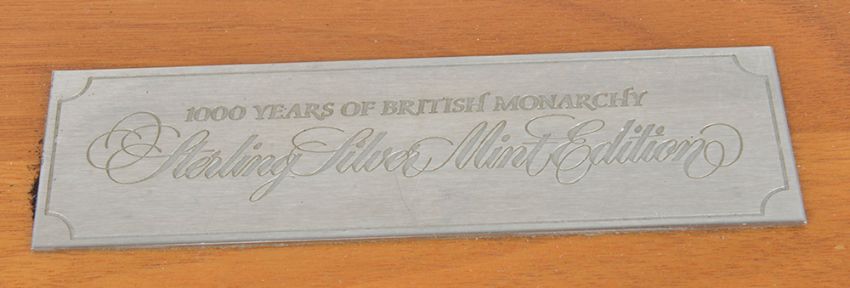 1000 YEARS OF BRITISH MONARCHY
Sterling Silver Mint Edition